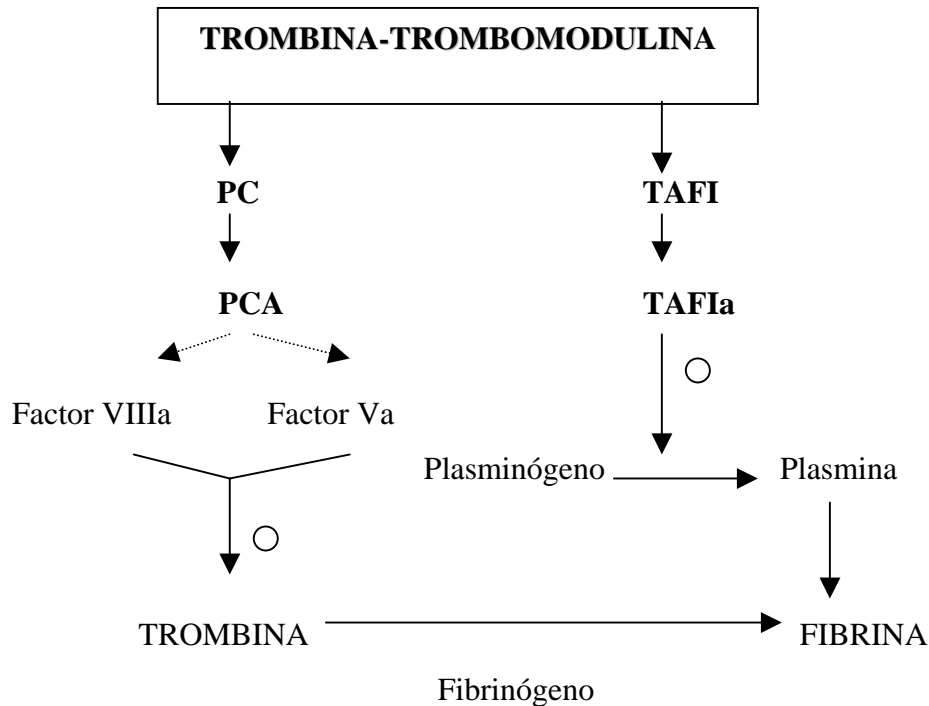 TROMBINA-TROMBOMODULINA
PC
TAFI
PCA
TAFIa
Factor VIIIa
Factor Va
Plasminógeno
Plasmina
TROMBINA
FIBRINA
Fibrinógeno